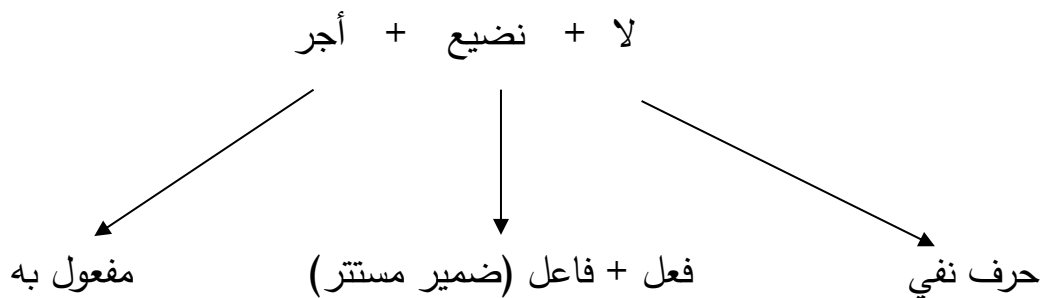 لا + نضيع + أجر
حرف نفي فعل + فاعل (ضمير مستتر) مفعول به